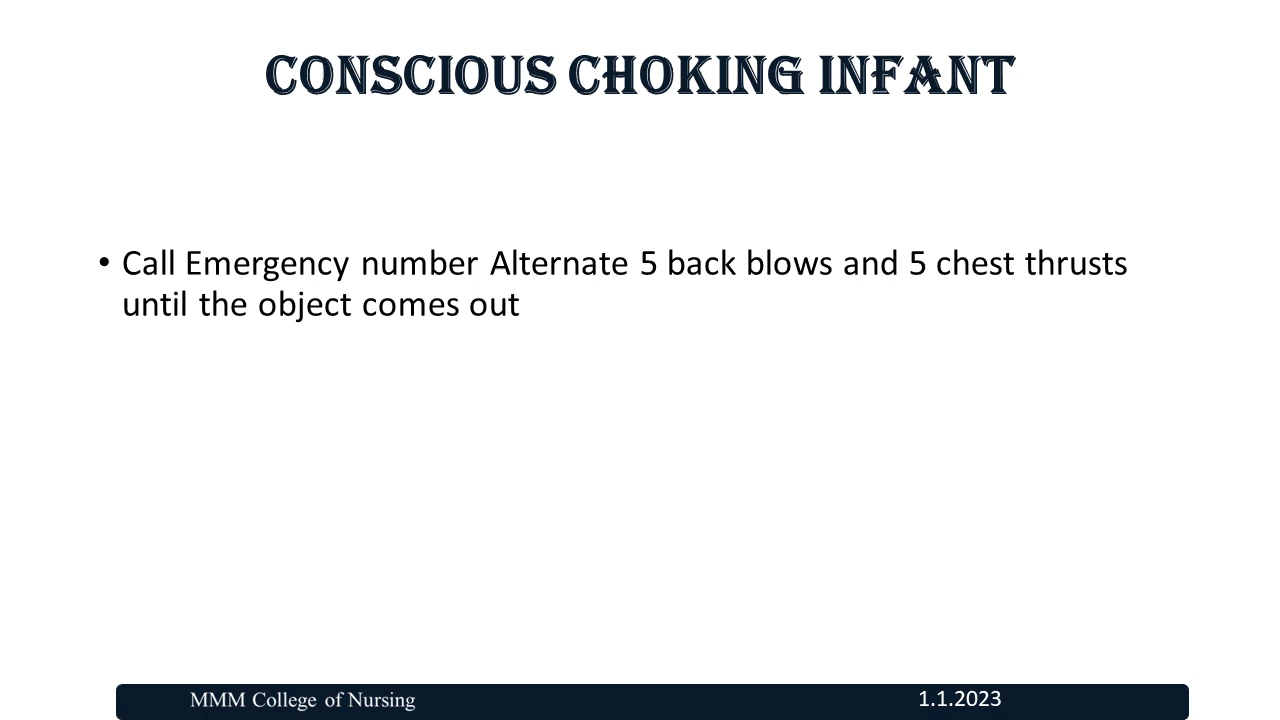 CONSCIOUS CHOKING INFANT
• Call Emergency number Alternate 5 back blows and 5 chest thrusts
until the object comes out
MMM College of Nursing 1.1.2023